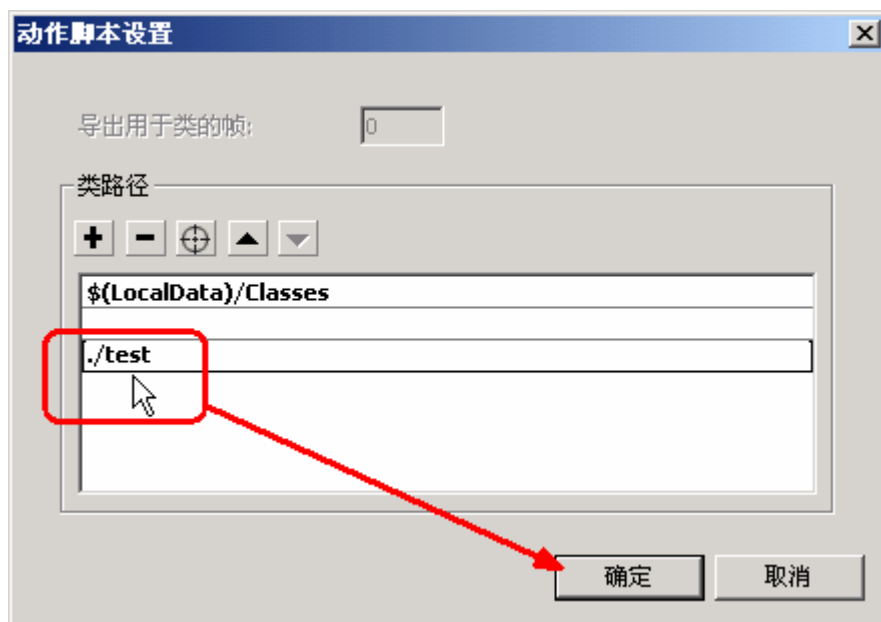 动作脚本设置
导出用于类的帧: 0
类路径
$(LocalData)/Classes
./test
确定 取消